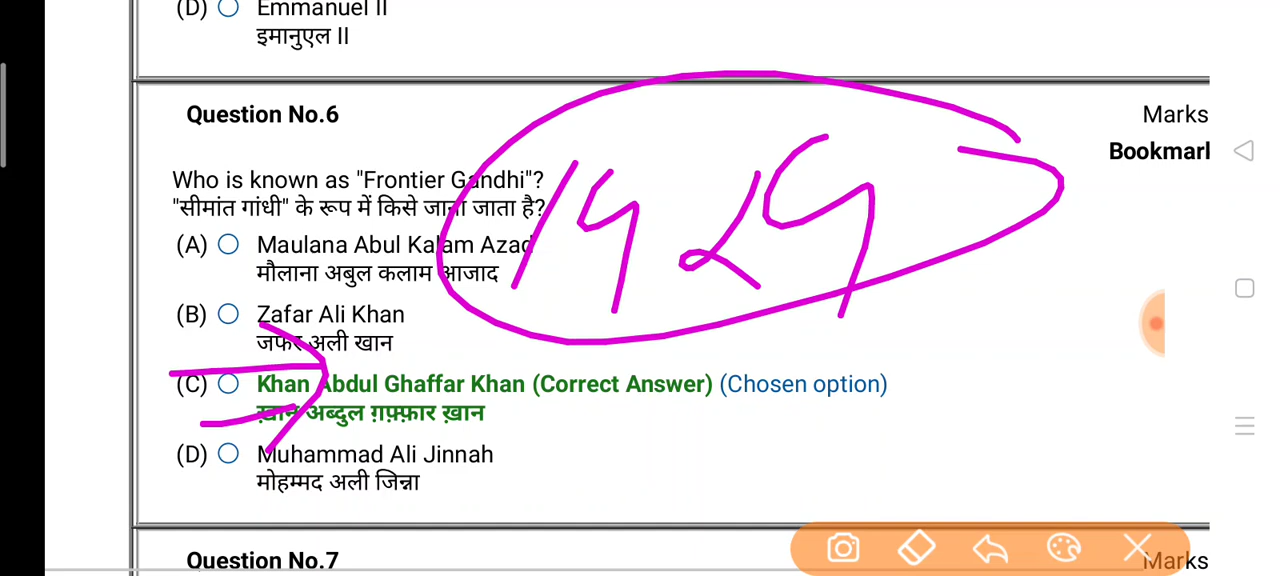 (D) Emmanuel II
इमानुएल II
Question No.6
Marks
Bookmarl
Who is known as "Frontier Gandhi"?
"सीमांत गांधी" के रूप में किसे जाना जाता है?
(A) Maulana Abul Kalam Azad
मौलाना अबुल कलाम आजाद
(B) Zafar Ali Khan
जफर अली खान
(C) Khan Abdul Ghaffar Khan (Correct Answer) (Chosen option)
ख़ान अब्दुल ग़फ़्फ़ार ख़ान
(D) Muhammad Ali Jinnah
मोहम्मद अली जिन्ना
1929
Question No.7
Marks